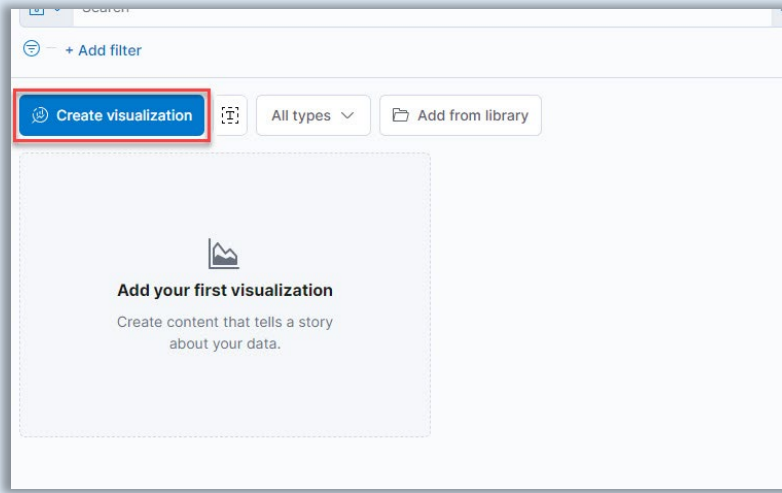 Search
+ Add filter
Create visualization
T
All types
Add from library
Add your first visualization
Create content that tells a story
about your data.